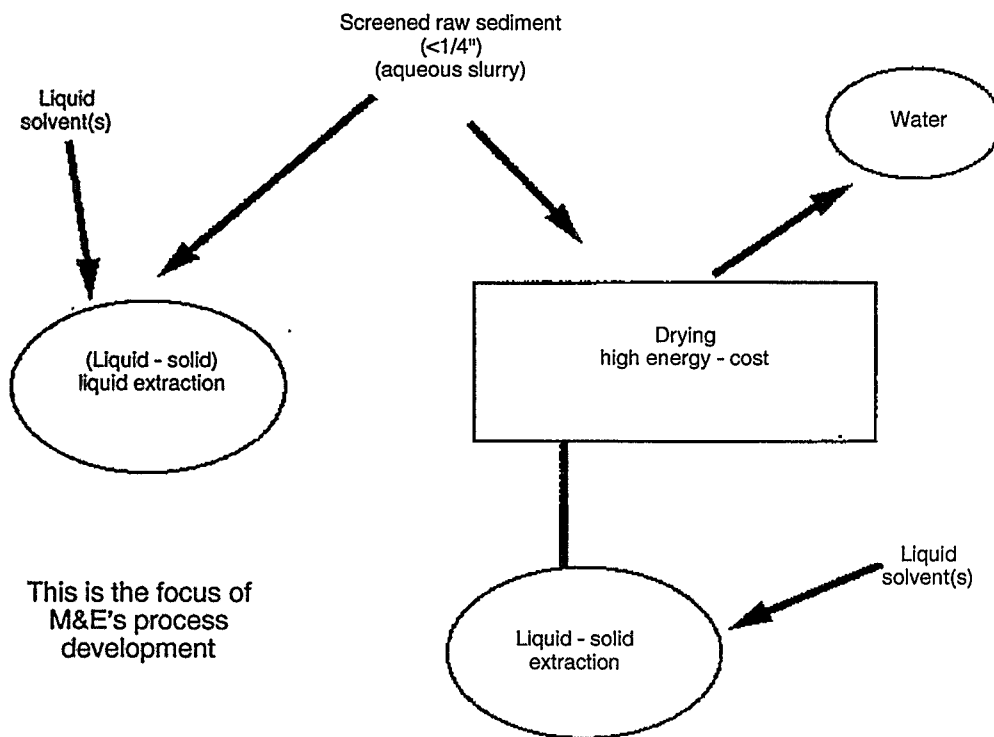 Screened raw sediment
(<1/4")
(aqueous slurry)
Liquid
solvent(s)
Water
(Liquid - solid)
liquid extraction
Drying
high energy - cost
This is the focus of
M&E's process
development
Liquid
solvent(s)
Liquid - solid
extraction